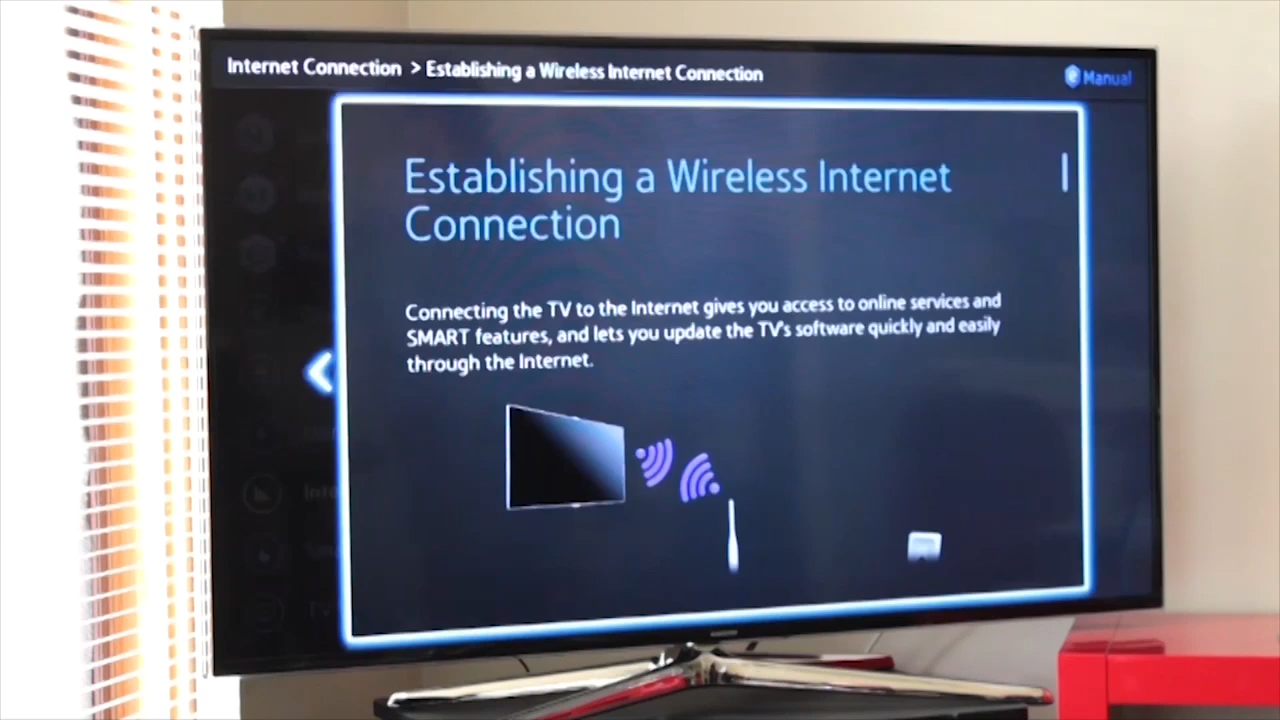 Internet Connection > Establishing a Wireless Internet Connection
e Manual
Establishing a Wireless Internet
Connection
Connecting the TV to the Internet gives you access to online services and
SMART features, and lets you update the TV's software quickly and easily
through the Internet.
TV